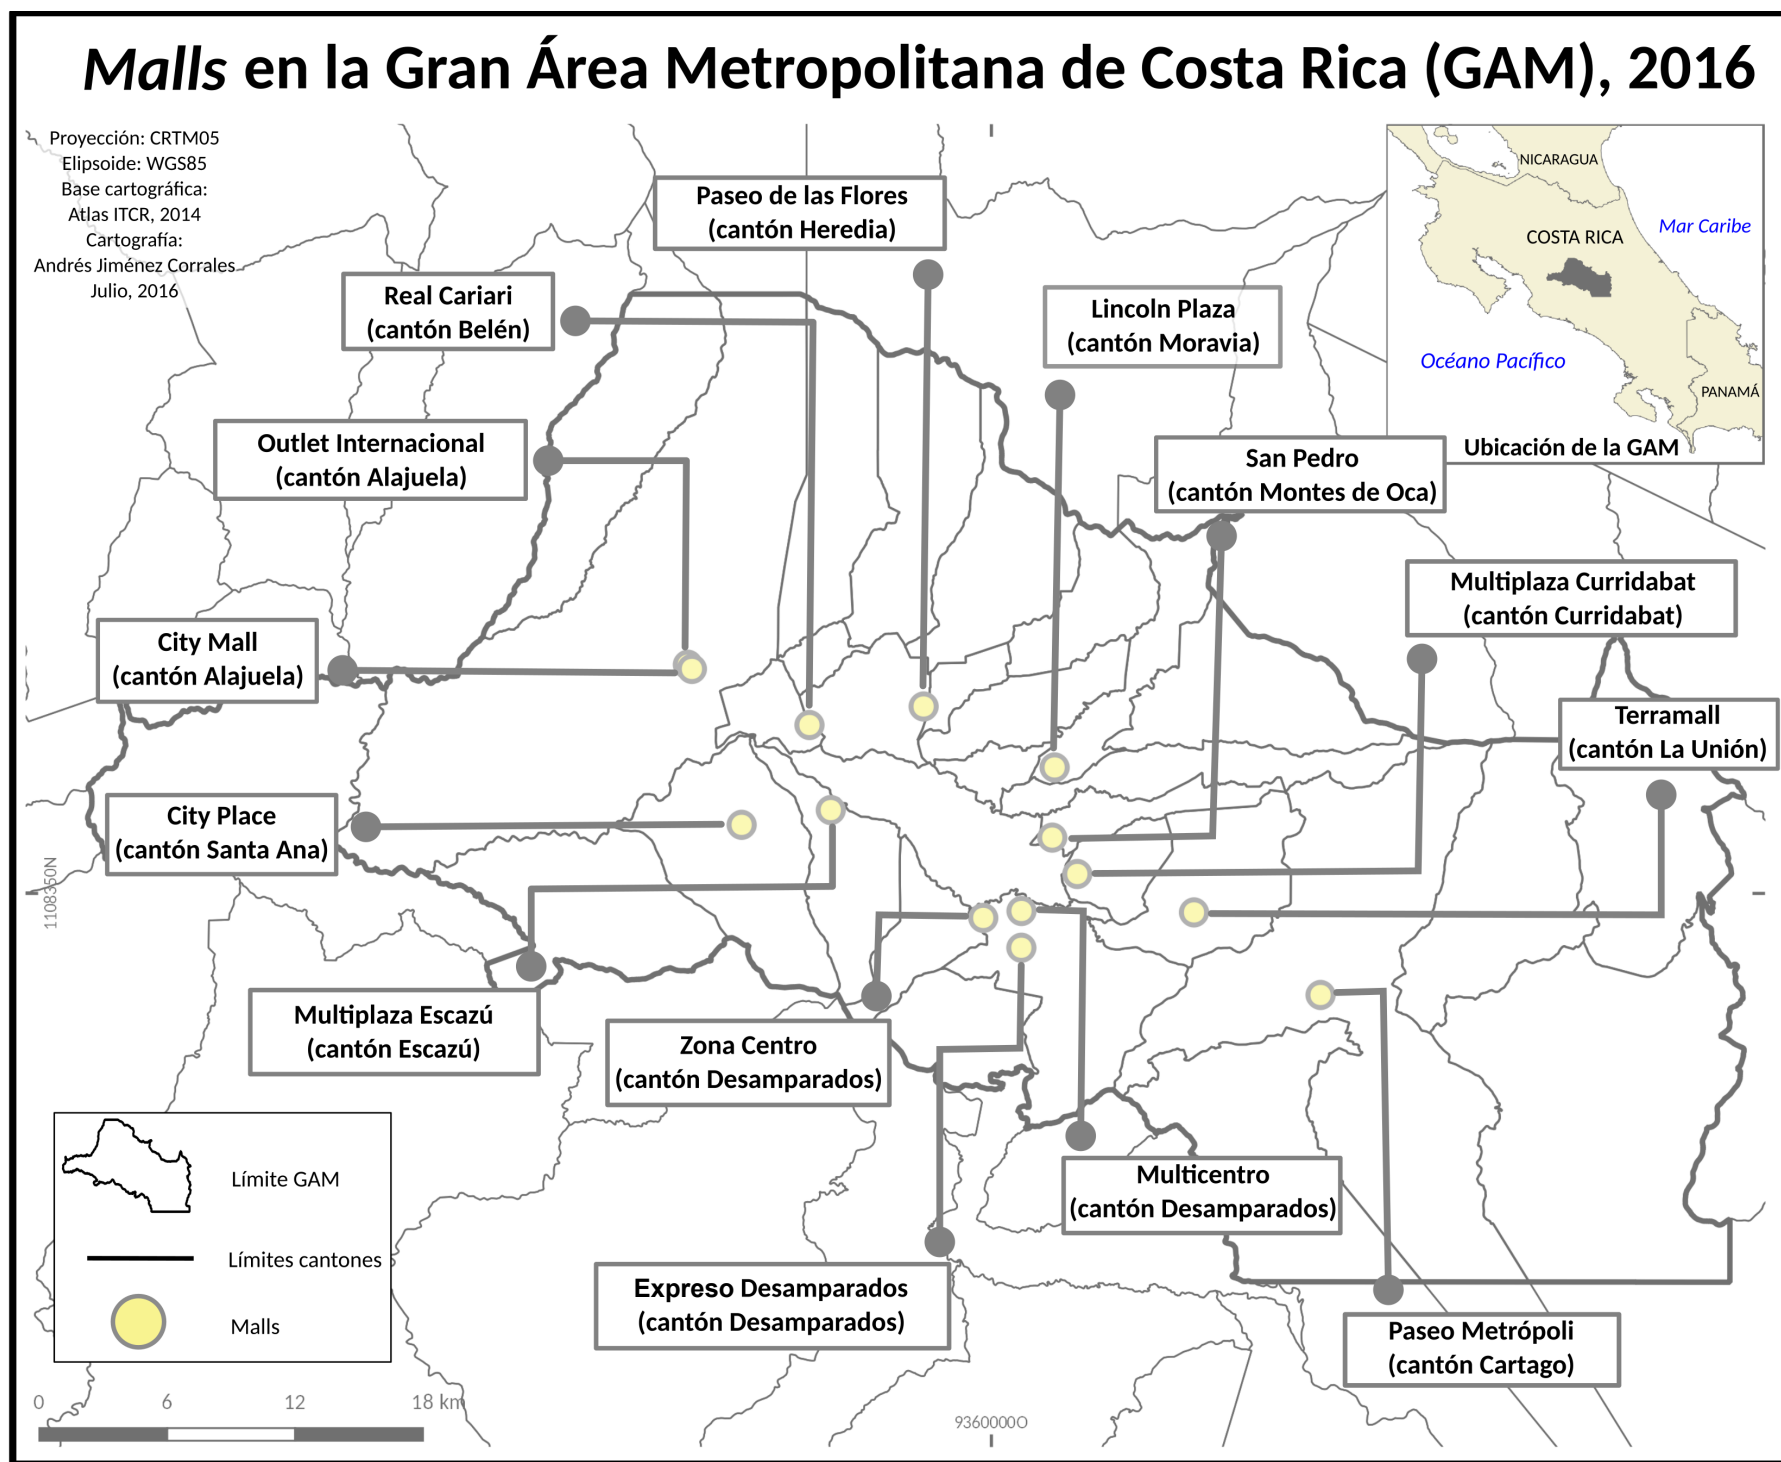 Malls en la Gran Área Metropolitana de Costa Rica (GAM), 2016
Proyección: CRTM05
Elipsoide: WGS85
Base cartográfica:
Atlas ITCR, 2014
Cartografía:
Andrés Jiménez Corrales
Julio, 2016
Paseo de las Flores
(cantón Heredia)
Real Cariari
(cantón Belén)
Lincoln Plaza
(cantón Moravia)
NICARAGUA
Mar Caribe
COSTA RICA
Océano Pacífico
PANAMÁ
Ubicación de la GAM
Outlet Internacional
(cantón Alajuela)
San Pedro
(cantón Montes de Oca)
Multiplaza Curridabat
(cantón Curridabat)
City Mall
(cantón Alajuela)
Terramall
(cantón La Unión)
City Place
(cantón Santa Ana)
1108350N
Multiplaza Escazú
(cantón Escazú)
Zona Centro
(cantón Desamparados)
Multicentro
(cantón Desamparados)
Expreso Desamparados
(cantón Desamparados)
Paseo Metrópoli
(cantón Cartago)
Límite GAM
Límites cantones
Malls
0 6 12 18 km
9360000O